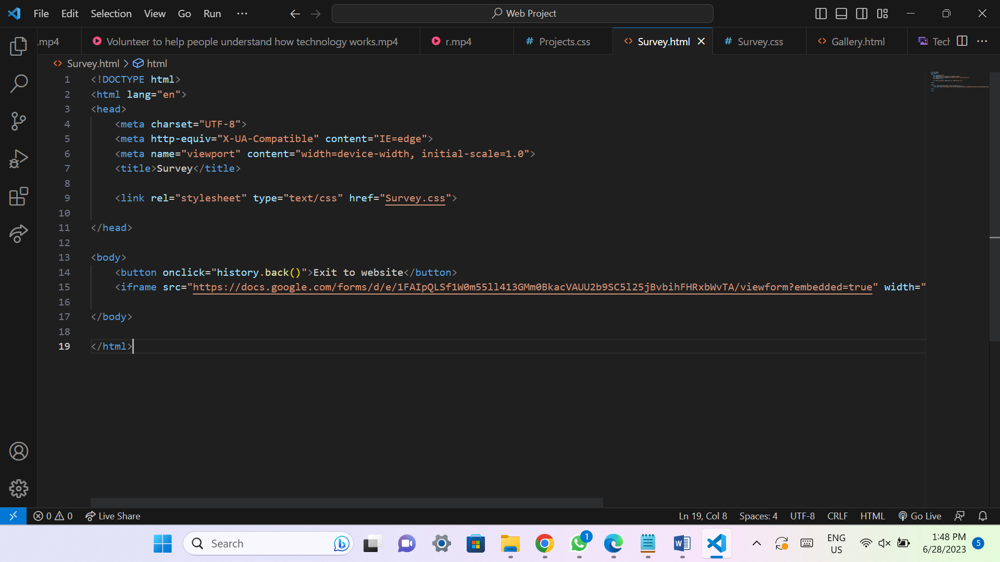 File Edit Selection View Go Run ··· Web Project
.mp4 Volunteer to help people understand how technology works.mp4 r.mp4 # Projects.css <> Survey.html # Survey.css <> Gallery.html Tech
<> Survey.html > html
1 <!DOCTYPE html>
2 <html lang="en">
3 <head>
4 <meta charset="UTF-8">
5 <meta http-equiv="X-UA-Compatible" content="IE=edge">
6 <meta name="viewport" content="width=device-width, initial-scale=1.0">
7 <title>Survey</title>
8
9 <link rel="stylesheet" type="text/css" href="Survey.css">
10
11 </head>
12
13 <body>
14 <button onclick="history.back()">Exit to website</button>
15 <iframe src="https://docs.google.com/forms/d/e/1FAIpQLSf1W0m55ll413GMm0BkacVAUU2b9SC5l25jBvbihFHRxbWvTA/viewform?embedded=true" width="
16
17 </body>
18
19 </html>
0 0 Live Share Ln 19, Col 8 Spaces: 4 UTF-8 CRLF HTML Go Live
Search 1 W ENG
US
1:48 PM
6/28/2023 5